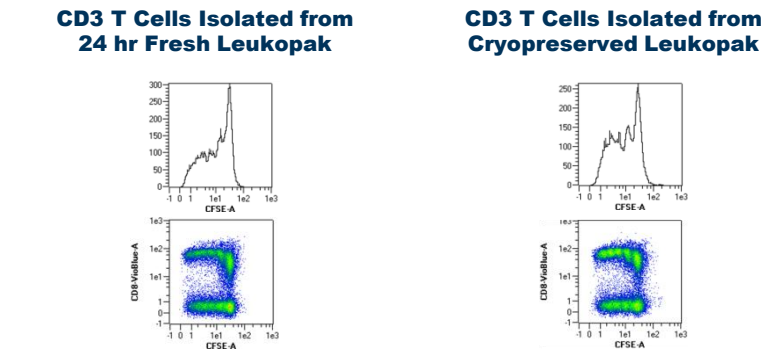 CD3 T Cells Isolated from
24 hr Fresh Leukopak
CD3 T Cells Isolated from
Cryopreserved Leukopak
300
250
200
150
100
50
0
-1 0 1 1e1 1e2 1e3
CFSE-A
250
200
150
100
50
0
-1 0 1 1e1 1e2 1e3
CFSE-A
CD8-VioBlue-A
1e3
1e2
1e1
1
0
-1
-1 0 1 1e1 1e2 1e3
CFSE-A
CD8-VioBlue-A
1e3
1e2
1e1
1
0
-1
-1 0 1 1e1 1e2 1e3
CFSE-A